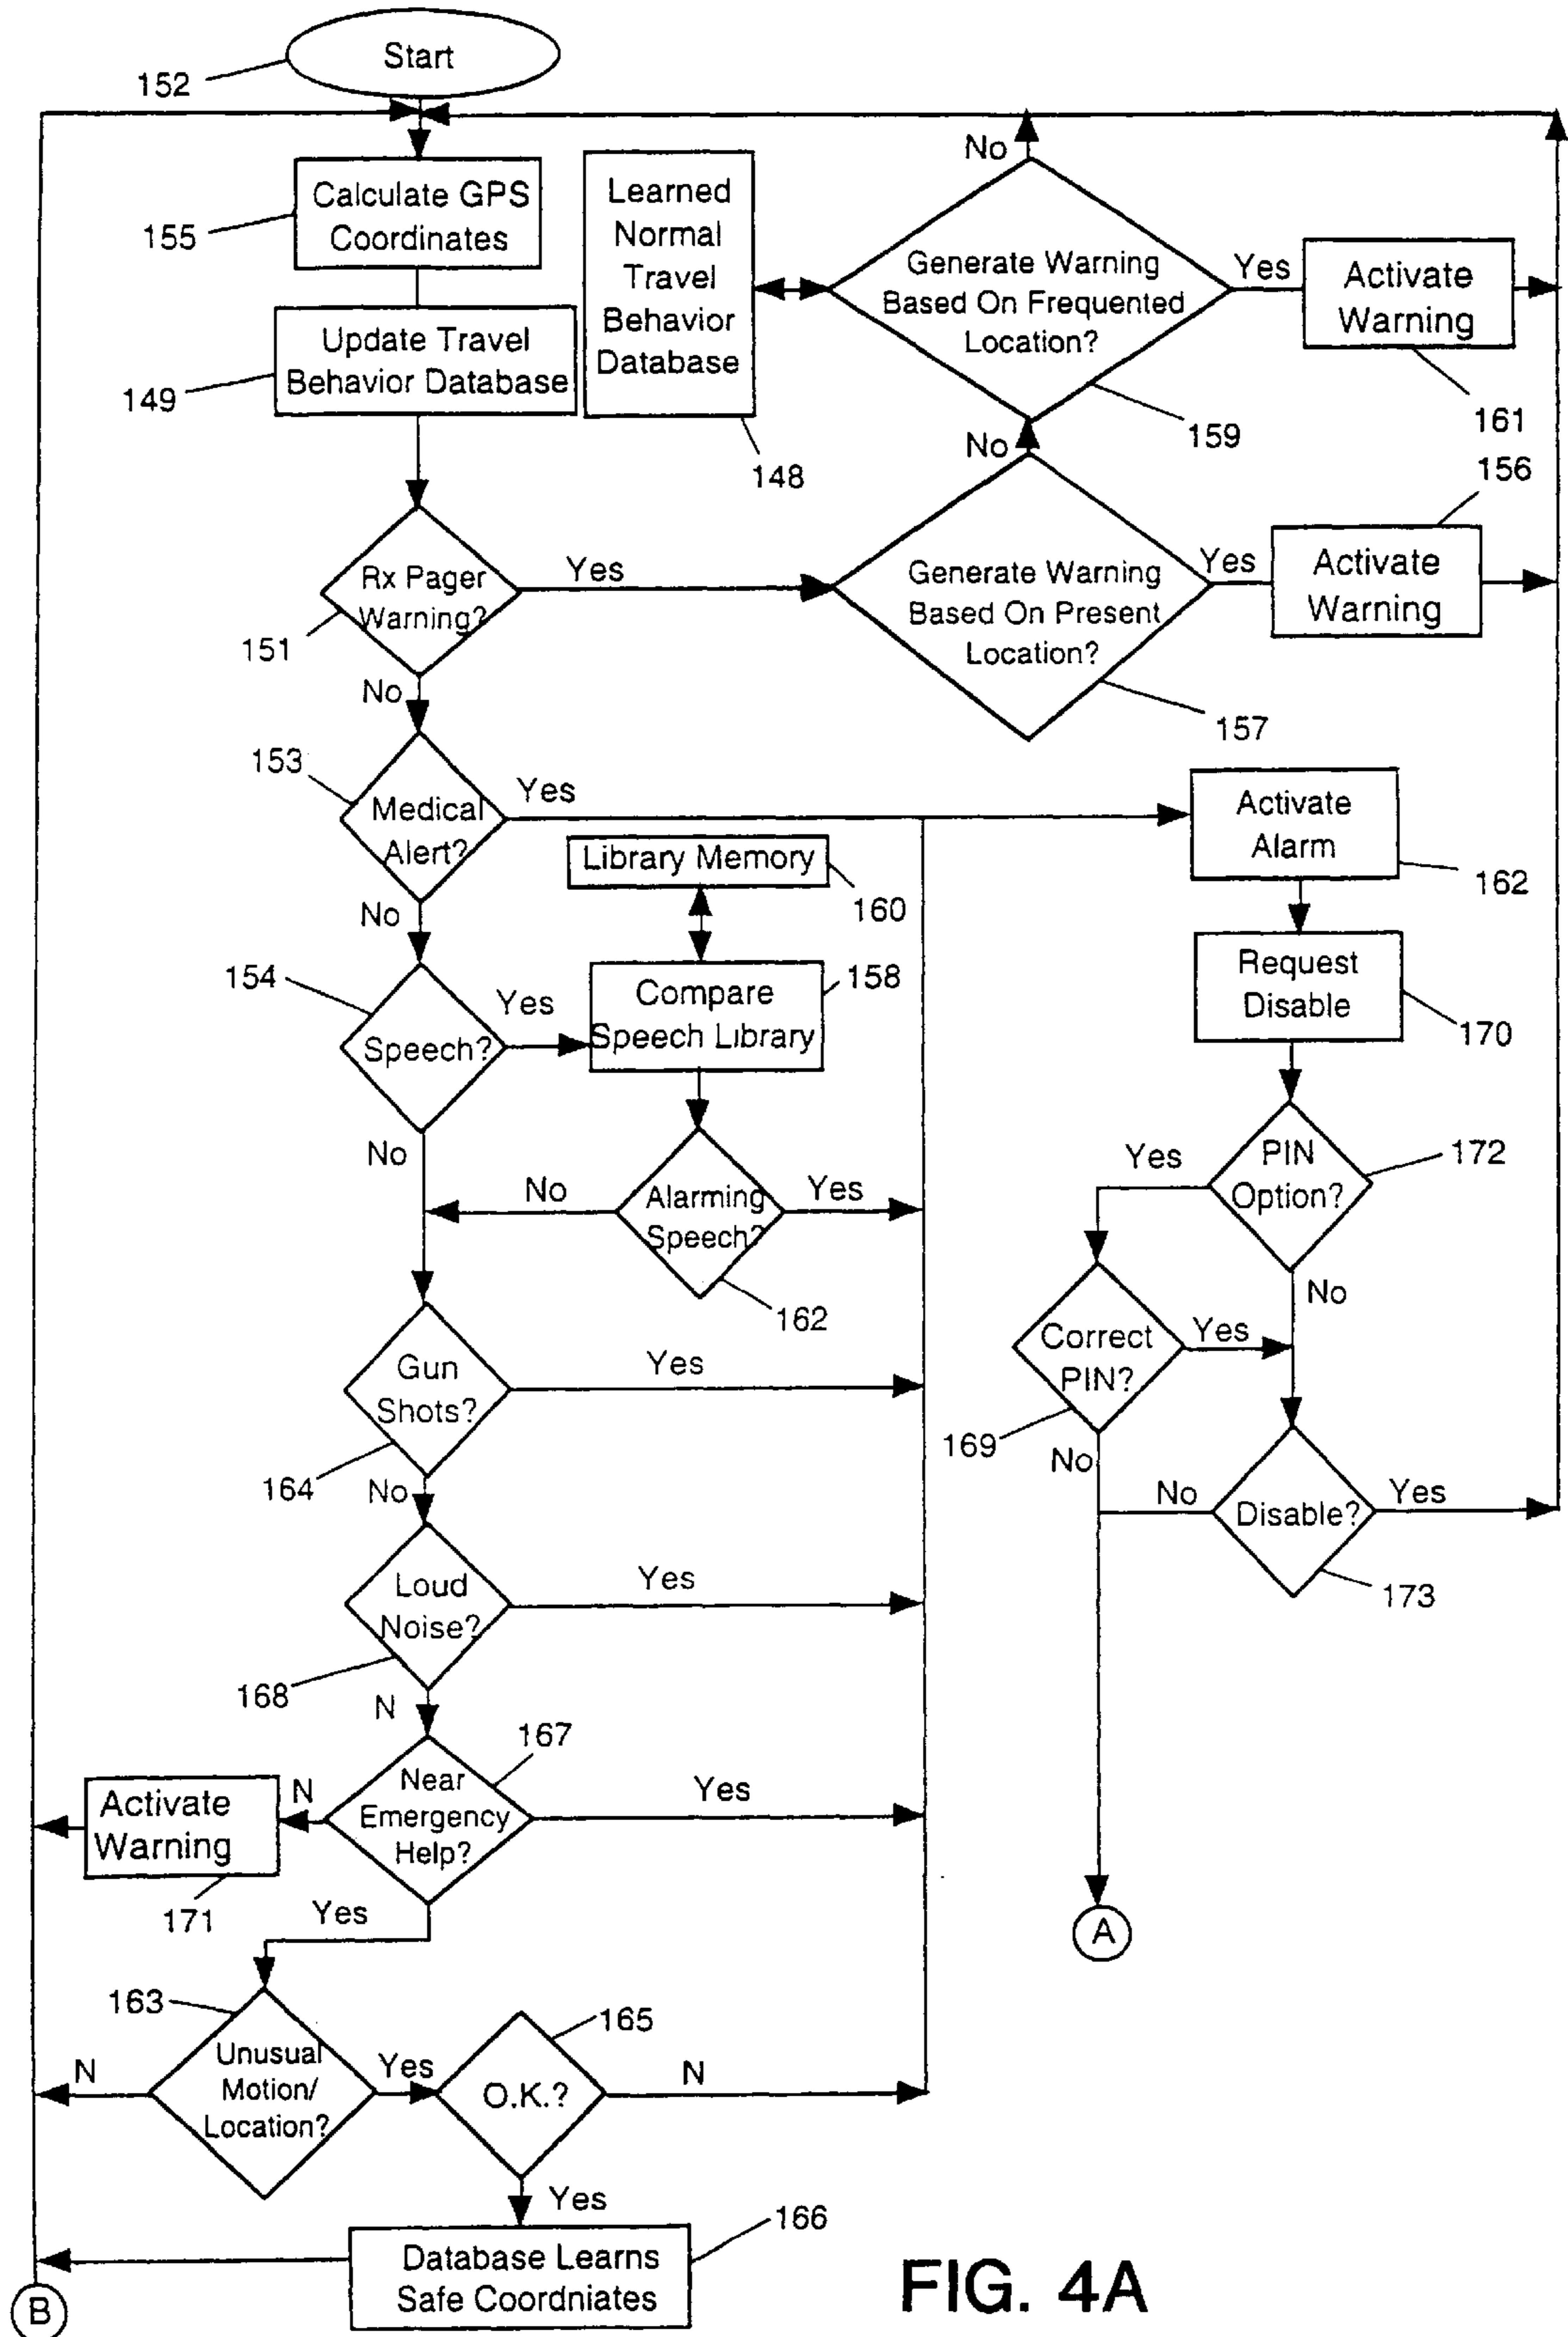 Start
152
Calculate GPS
Coordinates
155
Update Travel
Behavior Database
149
Learned
Normal
Travel
Behavior
Database
148
No
Generate Warning
Based On Frequented
Location?
159
Yes
Activate
Warning
161
No
Rx Pager
Warning?
151
Yes
Generate Warning
Based On Present
Location?
157
Yes
Activate
Warning
156
No
153
Medical
Alert?
Yes
Library Memory
160
Activate
Alarm
162
No
154
Speech?
Yes
Compare
Speech Library
158
Request
Disable
170
No
No
Alarming
Speech?
Yes
162
Yes
PIN
Option?
172
No
Gun
Shots?
164
Yes
Correct
PIN?
Yes
169
No
No
Loud
Noise?
168
Yes
No
Disable?
Yes
173
N
Near
Emergency
Help?
167
Yes
N
Activate
Warning
171
Yes
A
163
Unusual
Motion/
Location?
N
Yes
O.K.?
165
N
Yes
Database Learns
Safe Coordniates
166
B
FIG. 4A